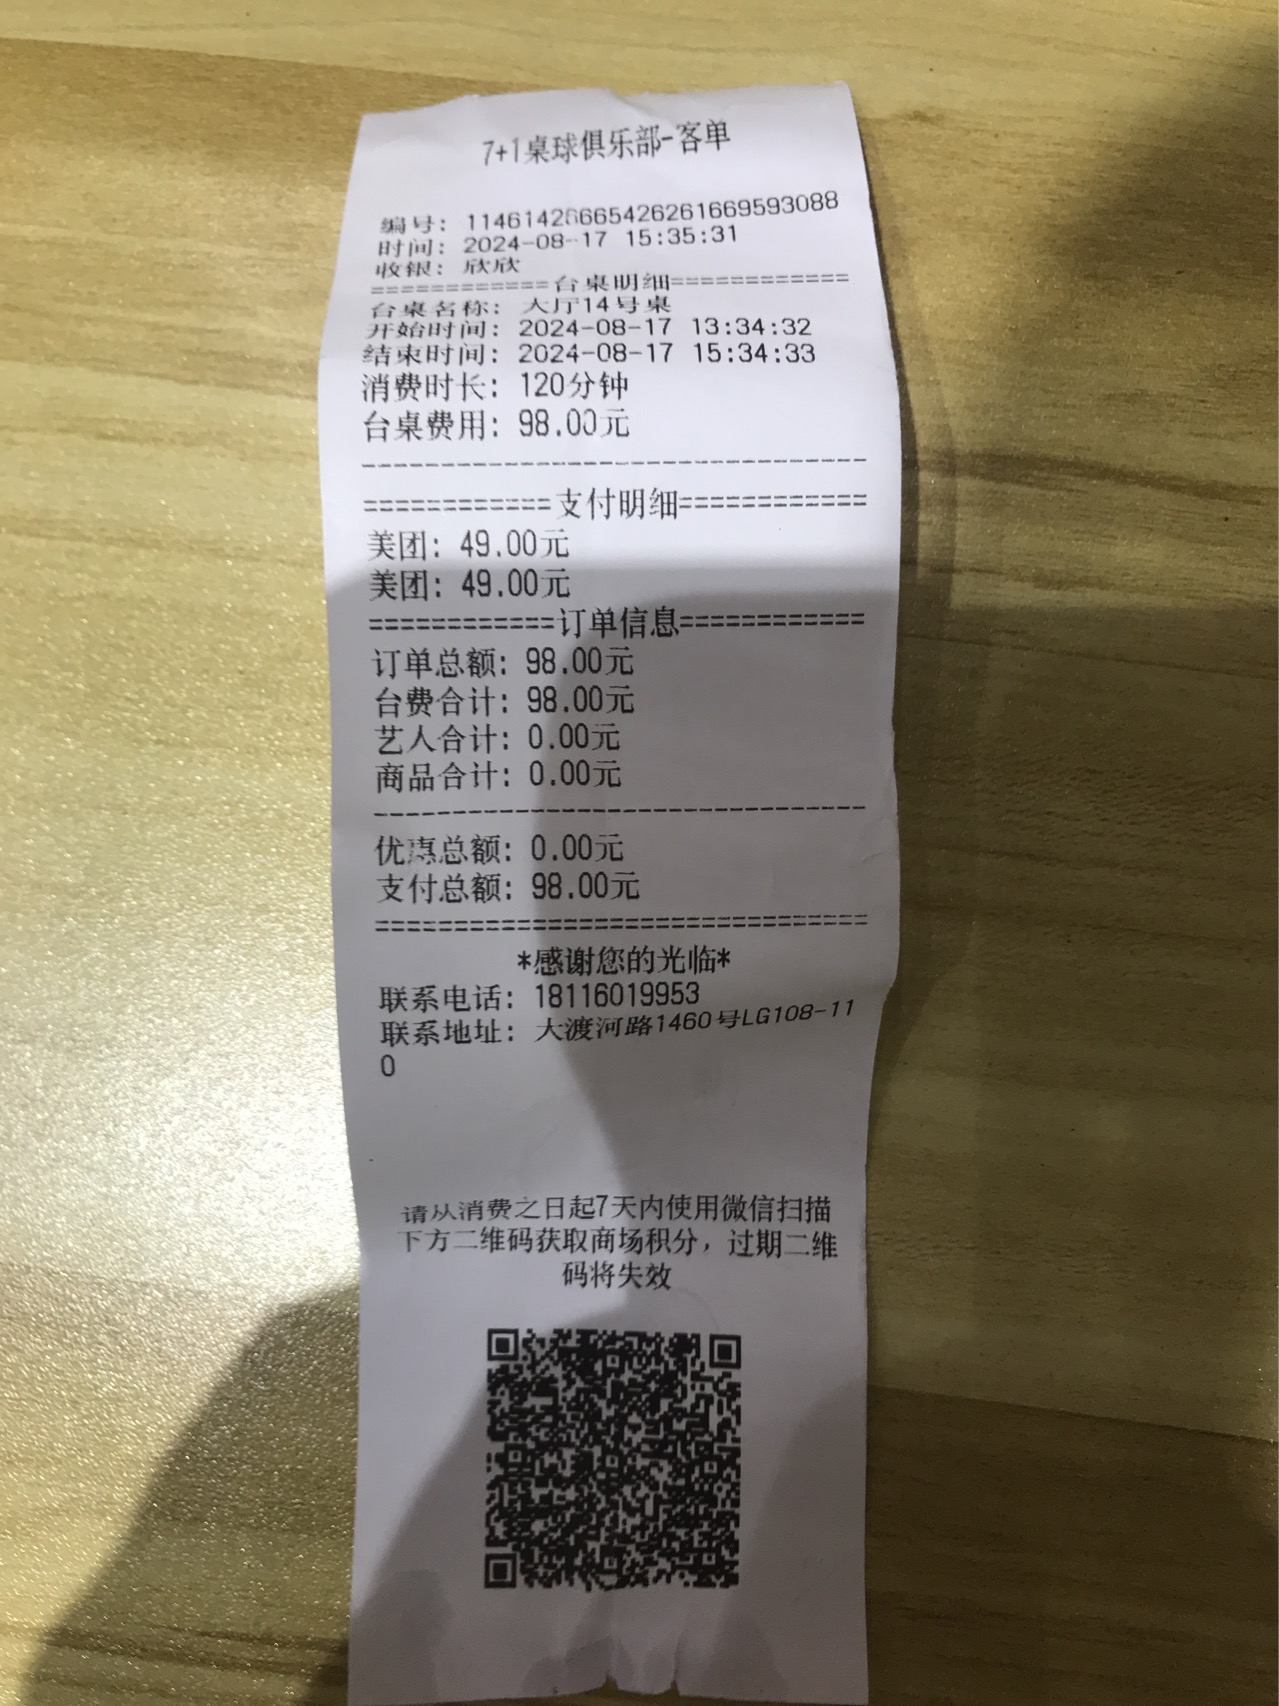 7+1桌球俱乐部-客单
编号: 1146142866654262616695​93088
时间: 2024-08-17 15:35:31
收银: 欣欣
============台桌明细============
台桌名称: 大厅14号桌
开始时间: 2024-08-17 13:34:32
结束时间: 2024-08-17 15:34:33
消费时长: 120分钟
台桌费用: 98.00元
--------------------------------
============支付明细============
美团: 49.00元
美团: 49.00元
============订单信息============
订单总额: 98.00元
台费合计: 98.00元
艺人合计: 0.00元
商品合计: 0.00元
--------------------------------
优惠总额: 0.00元
支付总额: 98.00元
================================
*感谢您的光临*
联系电话: 18116019953
联系地址: 大渡河路1460号LG108-11
0
请从消费之日起7天内使用微信扫描
下方二维码获取商场积分，过期二维
码将失效